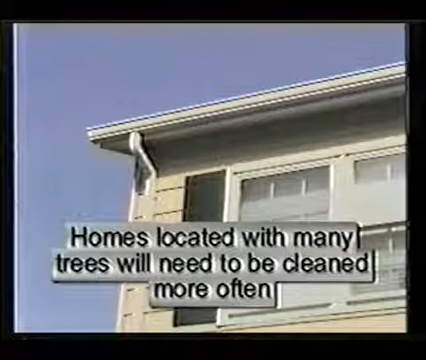 Homes located with many
trees will need to be cleaned
more often